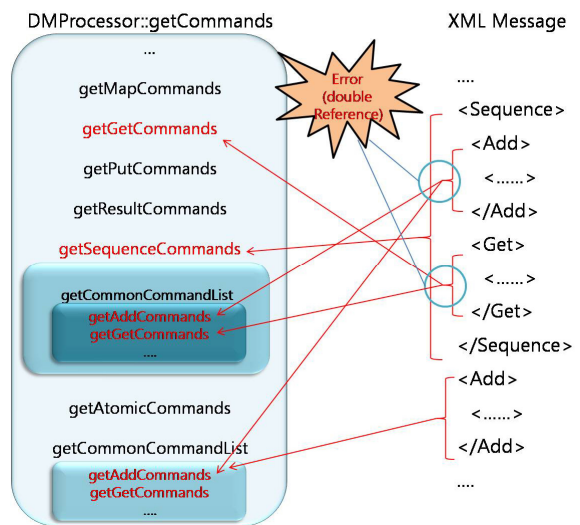 DMProcessor::getCommands
...
getMapCommands
getGetCommands
getPutCommands
getResultCommands
getSequenceCommands
getCommonCommandList
getAddCommands
getGetCommands
....
getAtomicCommands
getCommonCommandList
getAddCommands
getGetCommands
....
Error
(double
Reference)
XML Message
....
<Sequence>
<Add>
<......>
</Add>
<Get>
<......>
</Get>
</Sequence>
<Add>
<......>
</Add>
....